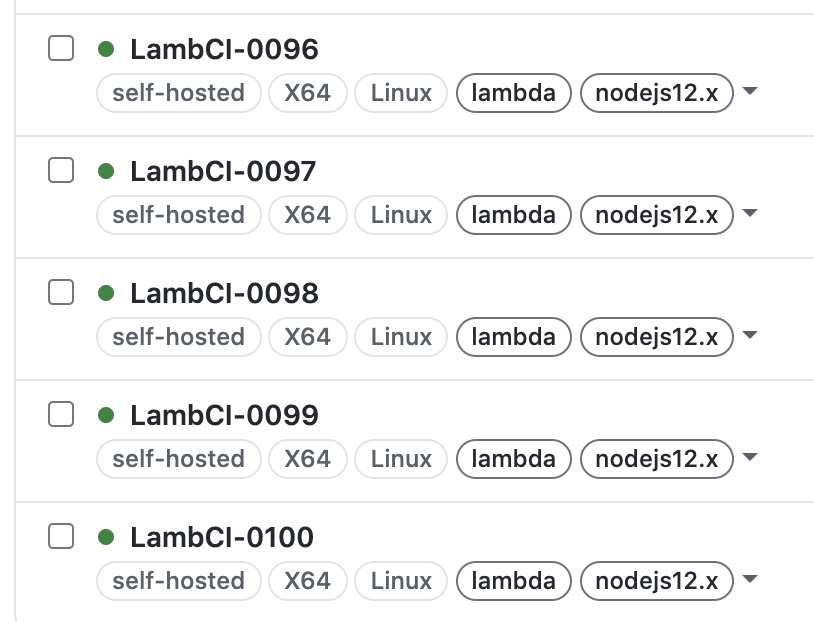 LambCI-0096
self-hosted X64 Linux lambda nodejs12.x
LambCI-0097
self-hosted X64 Linux lambda nodejs12.x
LambCI-0098
self-hosted X64 Linux lambda nodejs12.x
LambCI-0099
self-hosted X64 Linux lambda nodejs12.x
LambCI-0100
self-hosted X64 Linux lambda nodejs12.x